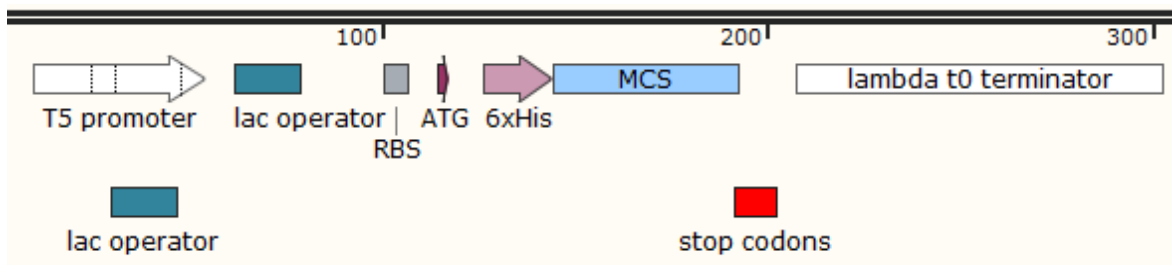 100 200 300
MCS lambda t0 terminator
T5 promoter lac operator ATG 6xHis
RBS
lac operator stop codons